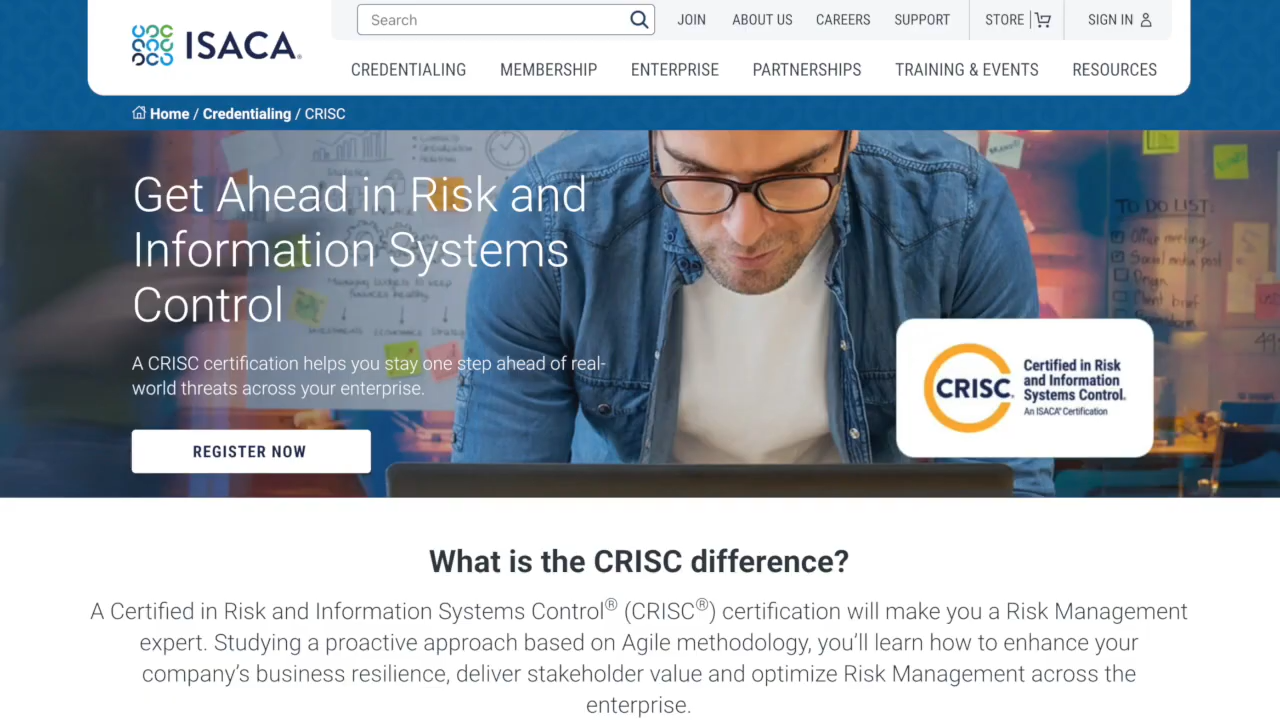 Search
JOIN
ABOUT US
CAREERS
SUPPORT
STORE
SIGN IN
ISACA®
CREDENTIALING
MEMBERSHIP
ENTERPRISE
PARTNERSHIPS
TRAINING & EVENTS
RESOURCES
Home / Credentialing / CRISC
Get Ahead in Risk and
Information Systems
Control
A CRISC certification helps you stay one step ahead of real-
world threats across your enterprise.
REGISTER NOW
TO DO LIST:
Office meeting
Social media post
CRISC®
Certified in Risk
and Information
Systems Control.
An ISACA® Certification
What is the CRISC difference?
A Certified in Risk and Information Systems Control® (CRISC®) certification will make you a Risk Management
expert. Studying a proactive approach based on Agile methodology, you’ll learn how to enhance your
company’s business resilience, deliver stakeholder value and optimize Risk Management across the
enterprise.